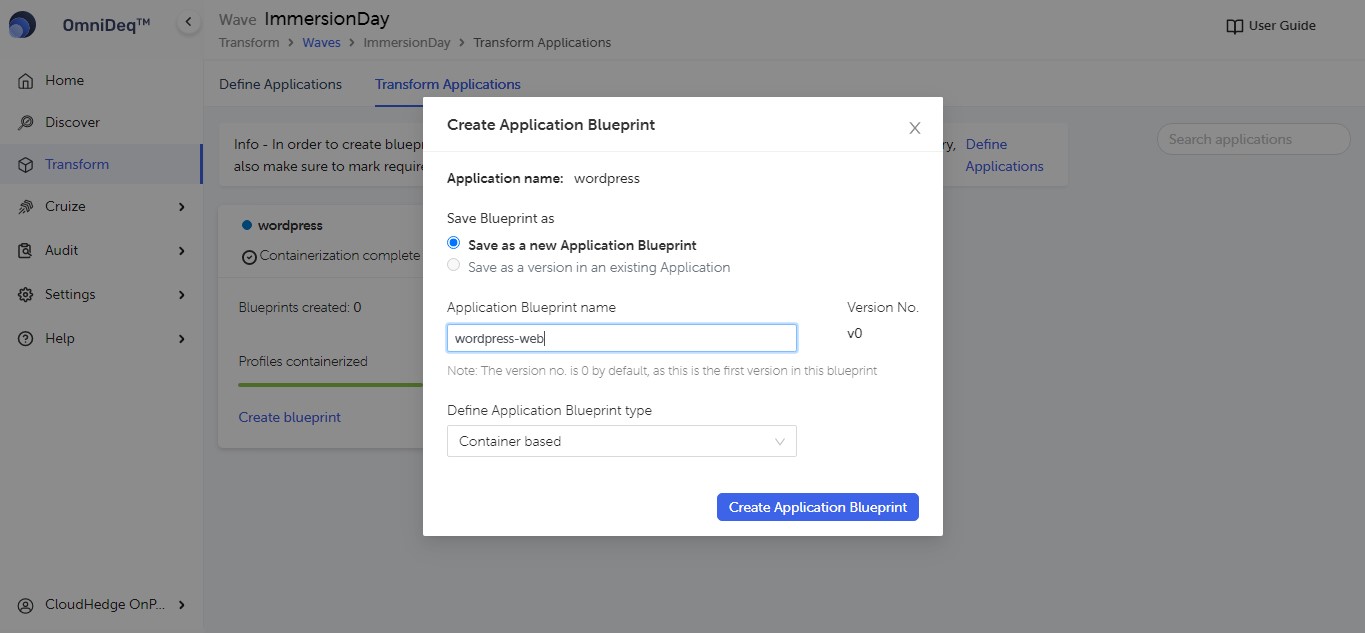 OmniDeq™
Wave ImmersionDay
Transform > Waves > ImmersionDay > Transform Applications
User Guide
Home
Discover
Transform
Cruize
Audit
Settings
Help
CloudHedge OnP...
Define Applications
Transform Applications
Info - In order to create bluep
ry, Define
also make sure to mark require
Applications
Search applications
wordpress
Containerization complete
Blueprints created: 0
Profiles containerized
Create blueprint
Create Application Blueprint
Application name: wordpress
Save Blueprint as
Save as a new Application Blueprint
Save as a version in an existing Application
Application Blueprint name
Version No.
wordpress-web
v0
Note: The version no. is 0 by default, as this is the first version in this blueprint
Define Application Blueprint type
Container based
Create Application Blueprint